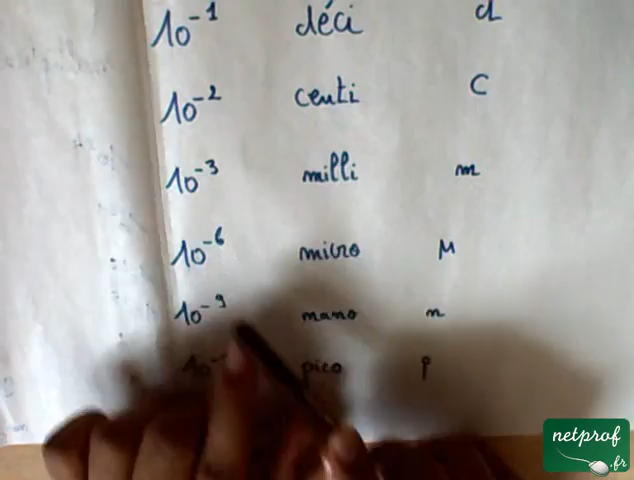 10⁻¹ déci d
10⁻² centi c
10⁻³ milli m
10⁻⁶ micro μ
10⁻⁹ nano n
pico p
netprof
.fr